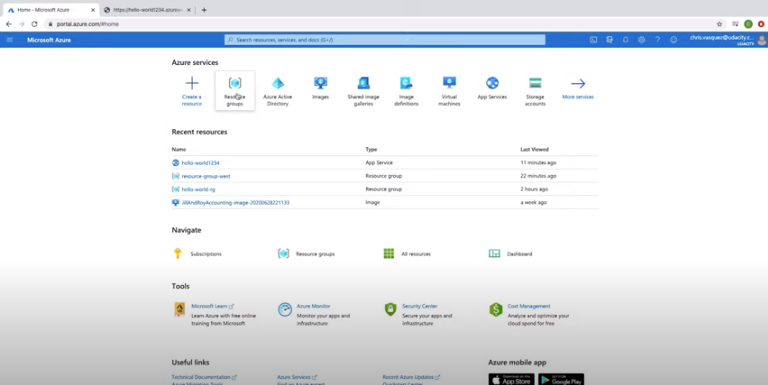 Home - Microsoft Azure
https://hello-world1234.azurew
portal.azure.com/#home
Microsoft Azure
Search resources, services, and docs (G+/)
chris.vasquez@udacity.c...
UDACITY
Azure services
Create a resource
Resource groups
Azure Active Directory
Images
Shared image galleries
Image definitions
Virtual machines
App Services
Storage accounts
More services
Recent resources
Name Type Last Viewed
hello-world1234 App Service 11 minutes ago
resource-group-west Resource group 22 minutes ago
hello-world-rg Resource group 2 hours ago
JillAndRoyAccounting-image-20200628221133 Image a week ago
Navigate
Subscriptions Resource groups All resources Dashboard
Tools
Microsoft Learn
Learn Azure with free online training from Microsoft
Azure Monitor
Monitor your apps and infrastructure
Security Center
Secure your apps and infrastructure
Cost Management
Analyze and optimize your cloud spend for free
Useful links
Technical Documentation Azure Services Recent Azure Updates
Azure mobile app
App Store
Google Play